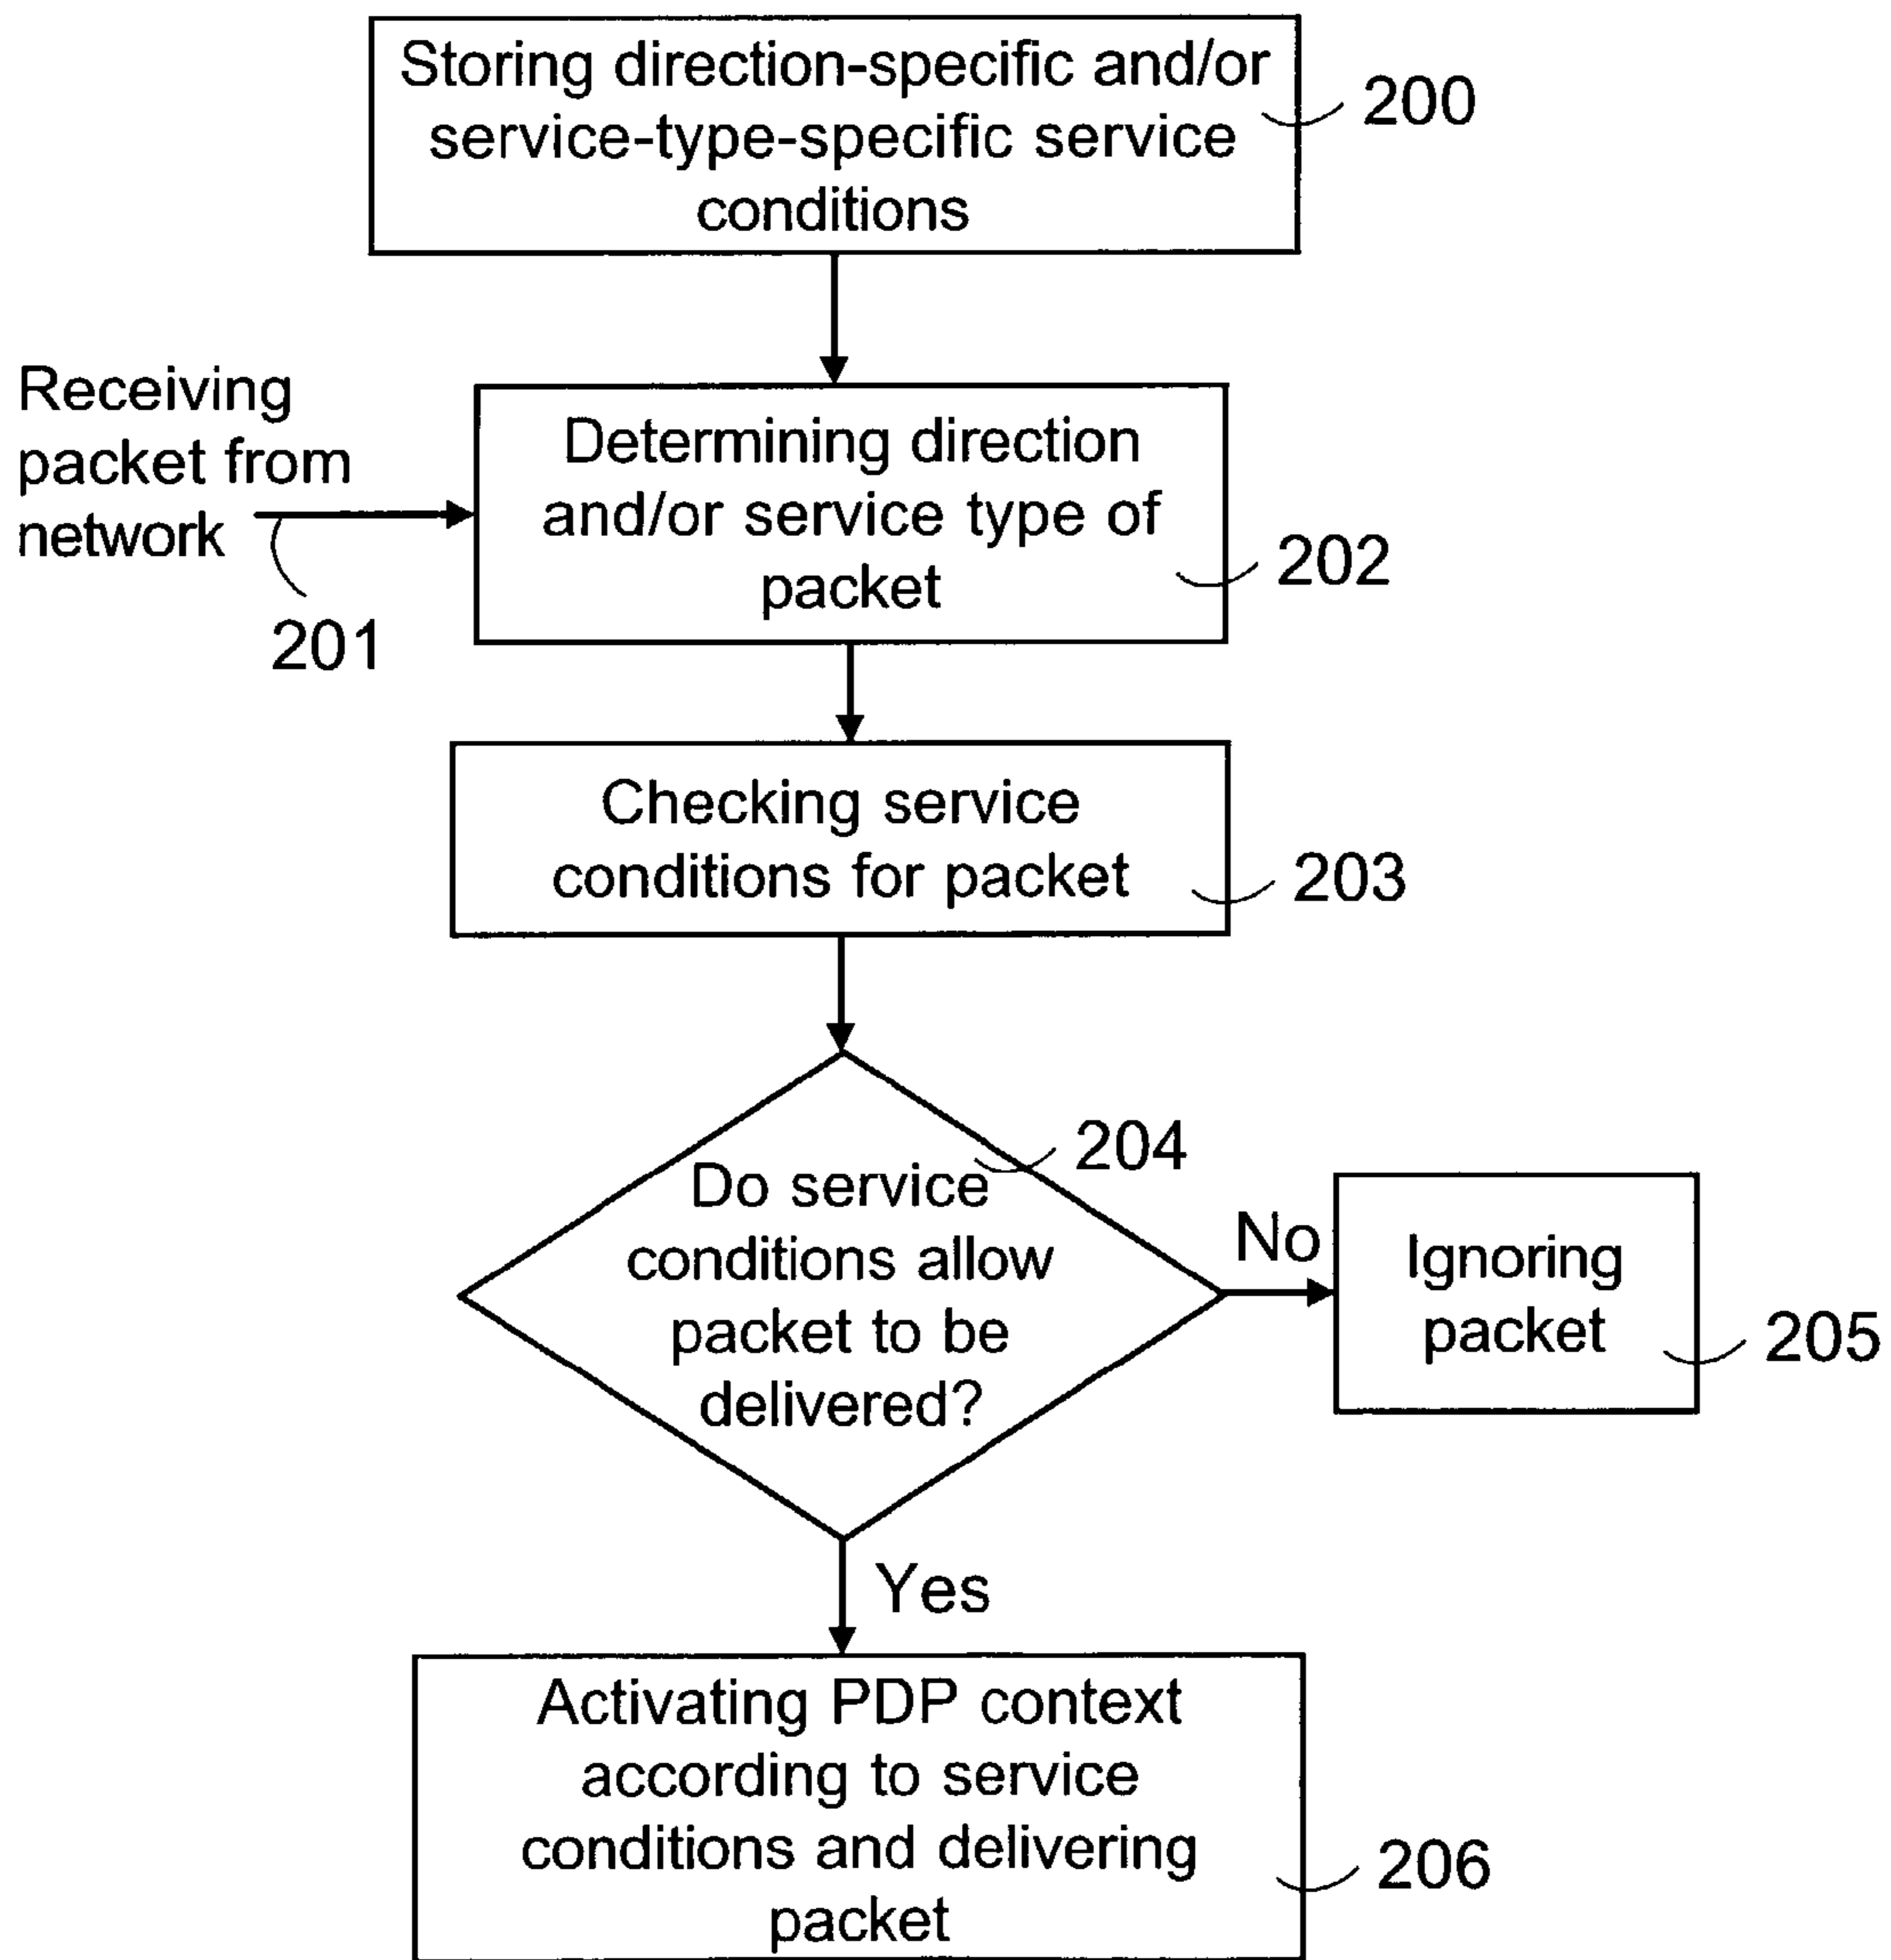 Storing direction-specific and/or
service-type-specific service
conditions
200
Receiving
packet from
network
201
Determining direction
and/or service type of
packet
202
Checking service
conditions for packet
203
204
Do service
conditions allow
packet to be
delivered?
No
Ignoring
packet
205
Yes
Activating PDP context
according to service
conditions and delivering
packet
206